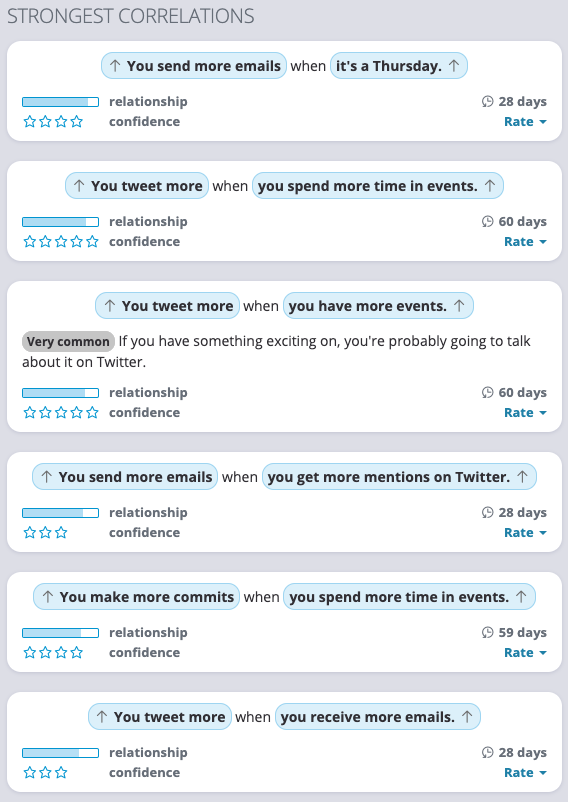 STRONGEST CORRELATIONS
↑ You send more emails when it's a Thursday. ↑
relationship 28 days
confidence Rate
↑ You tweet more when you spend more time in events. ↑
relationship 60 days
confidence Rate
↑ You tweet more when you have more events. ↑
Very common If you have something exciting on, you're probably going to talk
about it on Twitter.
relationship 60 days
confidence Rate
↑ You send more emails when you get more mentions on Twitter. ↑
relationship 28 days
confidence Rate
↑ You make more commits when you spend more time in events. ↑
relationship 59 days
confidence Rate
↑ You tweet more when you receive more emails. ↑
relationship 28 days
confidence Rate